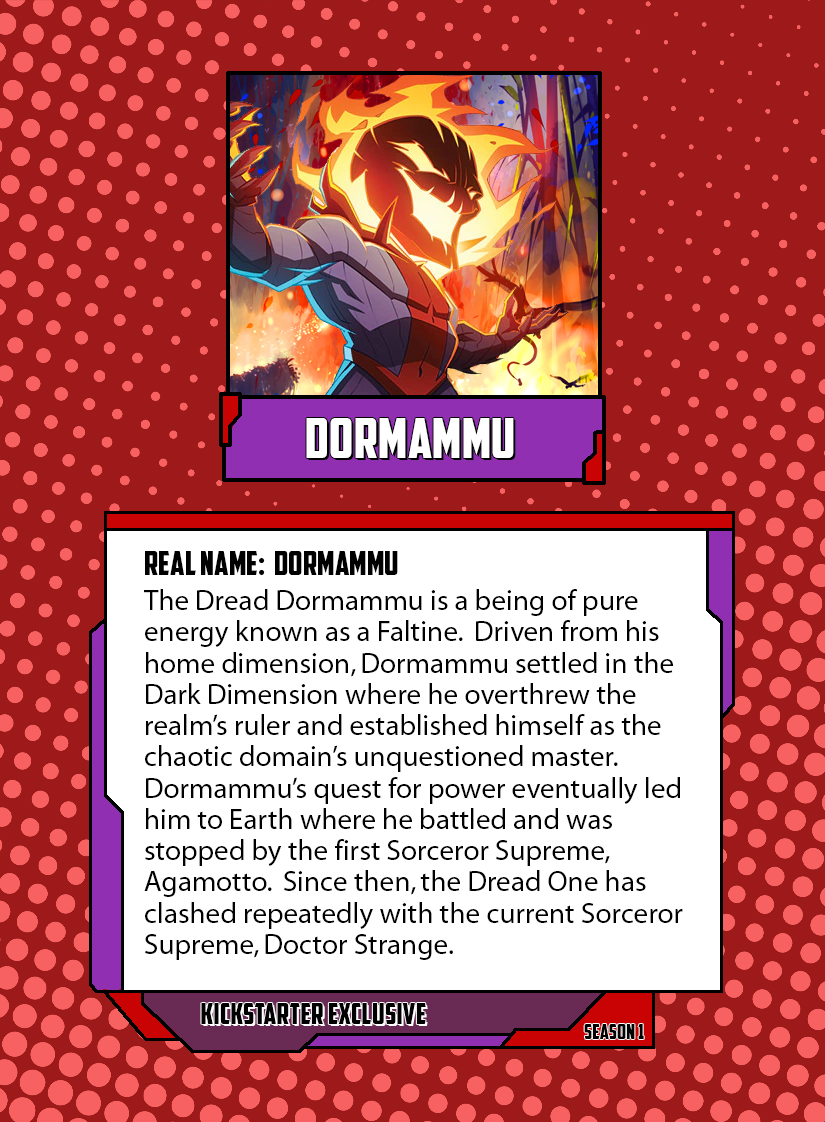 DORMAMMU
REAL NAME: DORMAMMU
The Dread Dormammu is a being of pure
energy known as a Faltine. Driven from his
home dimension, Dormammu settled in the
Dark Dimension where he overthrew the
realm's ruler and established himself as the
chaotic domain's unquestioned master.
Dormammu's quest for power eventually led
him to Earth where he battled and was
stopped by the first Sorceror Supreme,
Agamotto. Since then, the Dread One has
clashed repeatedly with the current Sorceror
Supreme, Doctor Strange.
KICKSTARTER EXCLUSIVE
SEASON 1